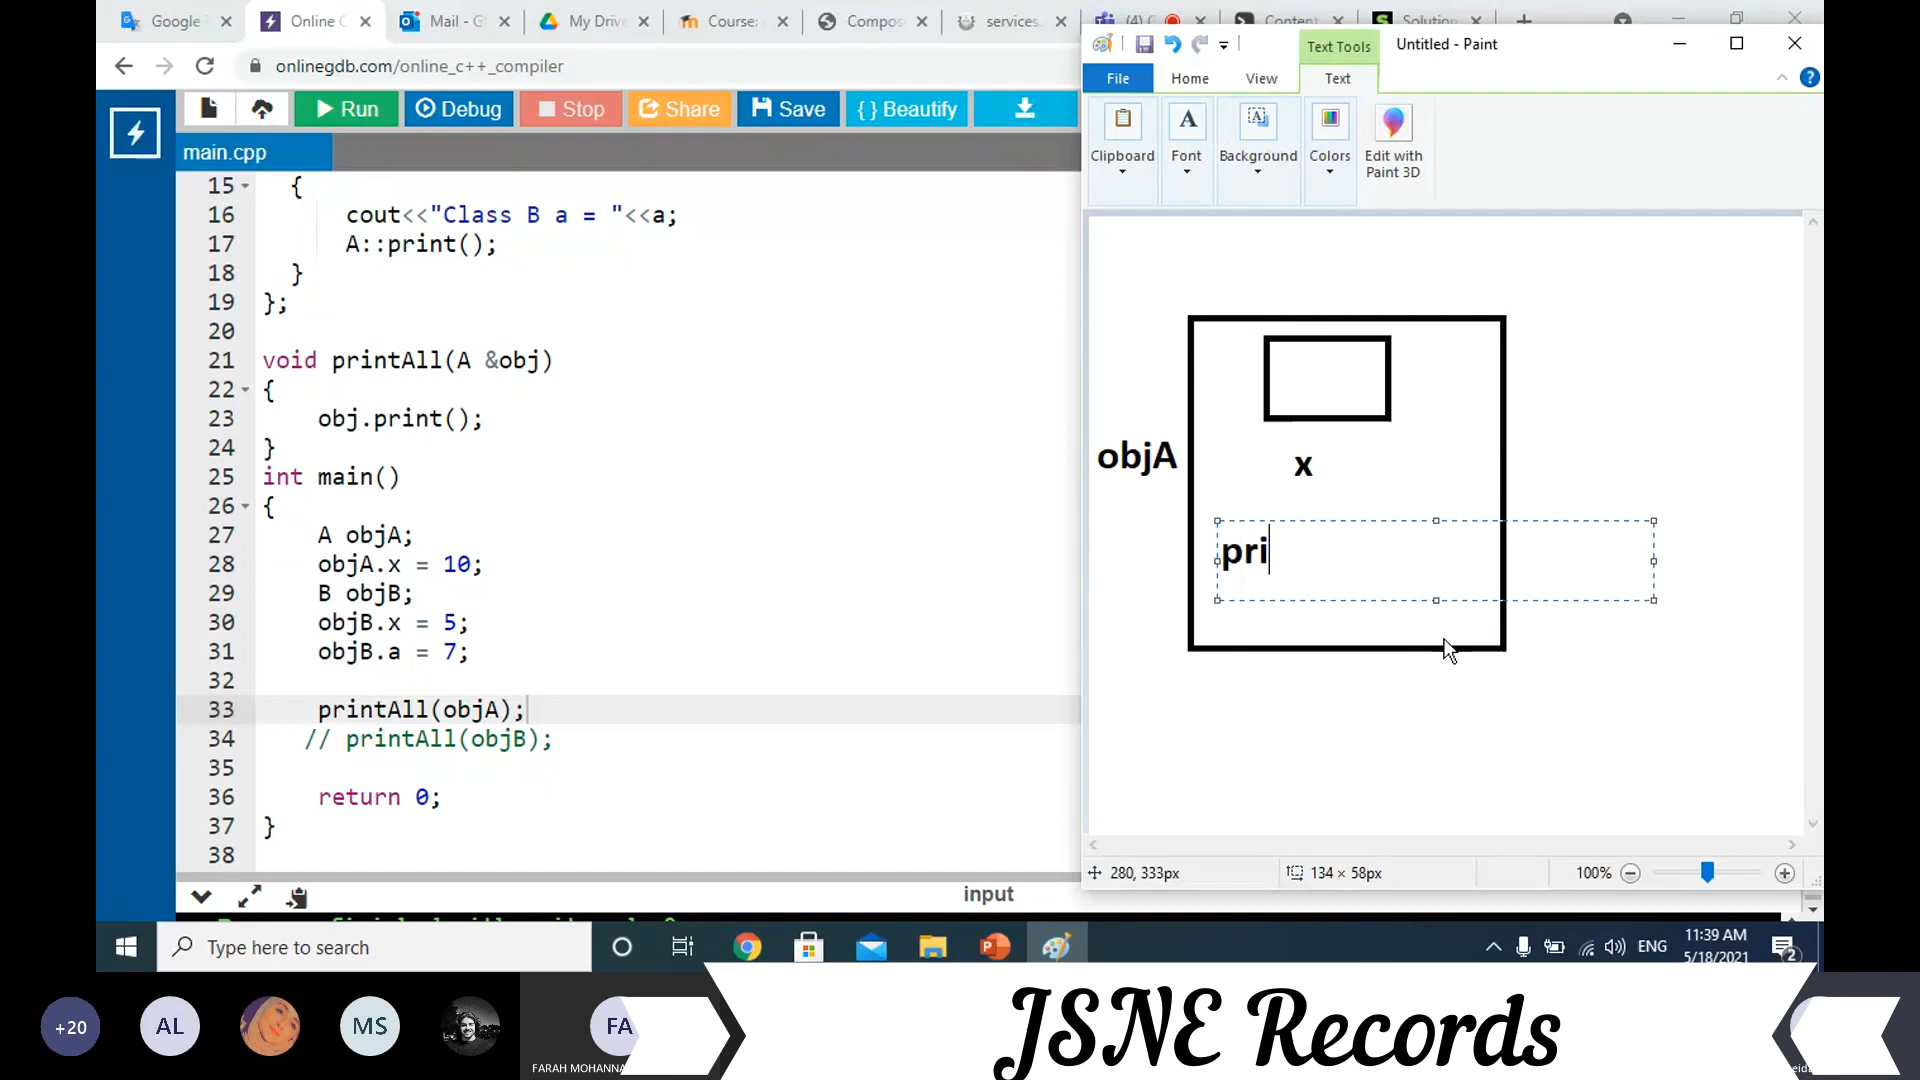 Google
Online C
Mail - G
My Driv
Course:
Compos
services.
(4) C
Content
Solution
onlinegdb.com/online_c++_compiler
Run
Debug
Stop
Share
Save
{ } Beautify
main.cpp
15 {
16 cout<<"Class B a = "<<a;
17 A::print();
18 }
19 };
20
21 void printAll(A &obj)
22 {
23 obj.print();
24 }
25 int main()
26 {
27 A objA;
28 objA.x = 10;
29 B objB;
30 objB.x = 5;
31 objB.a = 7;
32
33 printAll(objA);
34 // printAll(objB);
35
36 return 0;
37 }
38
input
Text Tools
Untitled - Paint
File
Home
View
Text
Clipboard
Font
Background
Colors
Edit with
Paint 3D
objA
x
pri
280, 333px
134 × 58px
100%
Type here to search
ENG
11:39 AM
5/18/2021
2
+20
AL
MS
FA
FARAH MOHANNA
JSNE Records